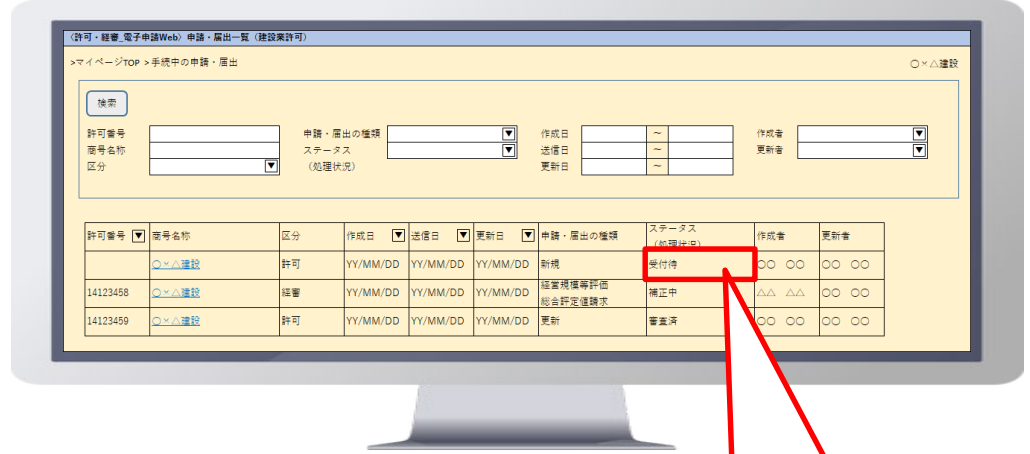 〈許可・経審_電子申請Web〉申請・届出一覧（建設業許可）
>マイページTOP >手続中の申請・届出
○×△建設
検索
許可番号 申請・届出の種類 ▼ 作成日 ～ 作成者 ▼
商号名称 ステータス ▼ 送信日 ～ 更新者 ▼
区分 ▼ （処理状況） 更新日 ～
許可番号 ▼ 商号名称 区分 作成日 ▼ 送信日 ▼ 更新日 ▼ 申請・届出の種類 ステータス（処理状況） 作成者 更新者
○×△建設 許可 YY/MM/DD YY/MM/DD YY/MM/DD 新規 受付待 ○○ ○○ ○○ ○○
14123458 ○×△建設 経審 YY/MM/DD YY/MM/DD YY/MM/DD 経営規模等評価 総合評定値請求 補正中 △△ △△ ○○ ○○
14123459 ○×△建設 許可 YY/MM/DD YY/MM/DD YY/MM/DD 更新 審査済 ○○ ○○ ○○ ○○